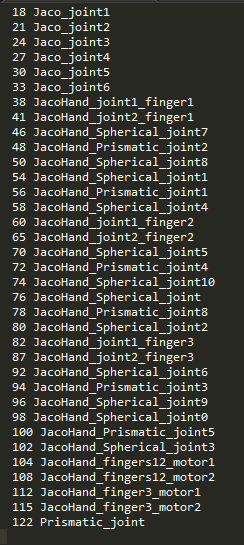 18 Jaco_joint1
21 Jaco_joint2
24 Jaco_joint3
27 Jaco_joint4
30 Jaco_joint5
33 Jaco_joint6
38 JacoHand_joint1_finger1
41 JacoHand_joint2_finger1
46 JacoHand_Spherical_joint7
48 JacoHand_Prismatic_joint2
50 JacoHand_Spherical_joint8
54 JacoHand_Spherical_joint1
56 JacoHand_Prismatic_joint1
58 JacoHand_Spherical_joint4
60 JacoHand_joint1_finger2
65 JacoHand_joint2_finger2
70 JacoHand_Spherical_joint5
72 JacoHand_Prismatic_joint4
74 JacoHand_Spherical_joint10
76 JacoHand_Spherical_joint
78 JacoHand_Prismatic_joint8
80 JacoHand_Spherical_joint2
82 JacoHand_joint1_finger3
87 JacoHand_joint2_finger3
92 JacoHand_Spherical_joint6
94 JacoHand_Prismatic_joint3
96 JacoHand_Spherical_joint9
98 JacoHand_Spherical_joint0
100 JacoHand_Prismatic_joint5
102 JacoHand_Spherical_joint3
104 JacoHand_fingers12_motor1
108 JacoHand_fingers12_motor2
112 JacoHand_finger3_motor1
115 JacoHand_finger3_motor2
122 Prismatic_joint